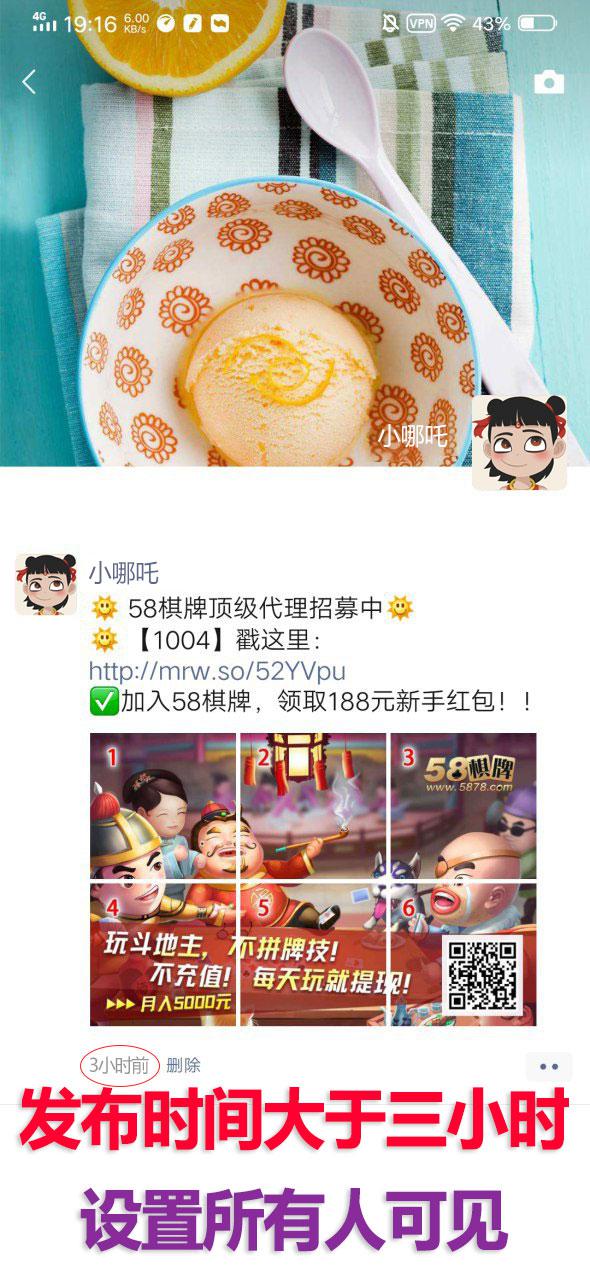 4G 19:16 6.00 KB/s VPN 43%
小哪吒
小哪吒
58棋牌顶级代理招募中
【1004】戳这里：
http://mrw.so/52YVpu
加入58棋牌，领取188元新手红包！！
1 2 3
58棋牌
www.5878.com
4 5 6
玩斗地主，不拼牌技!
不充值! 每天玩就提现!
▸▸▸月入5000元
3小时前 删除
发布时间大于三小时
设置所有人可见